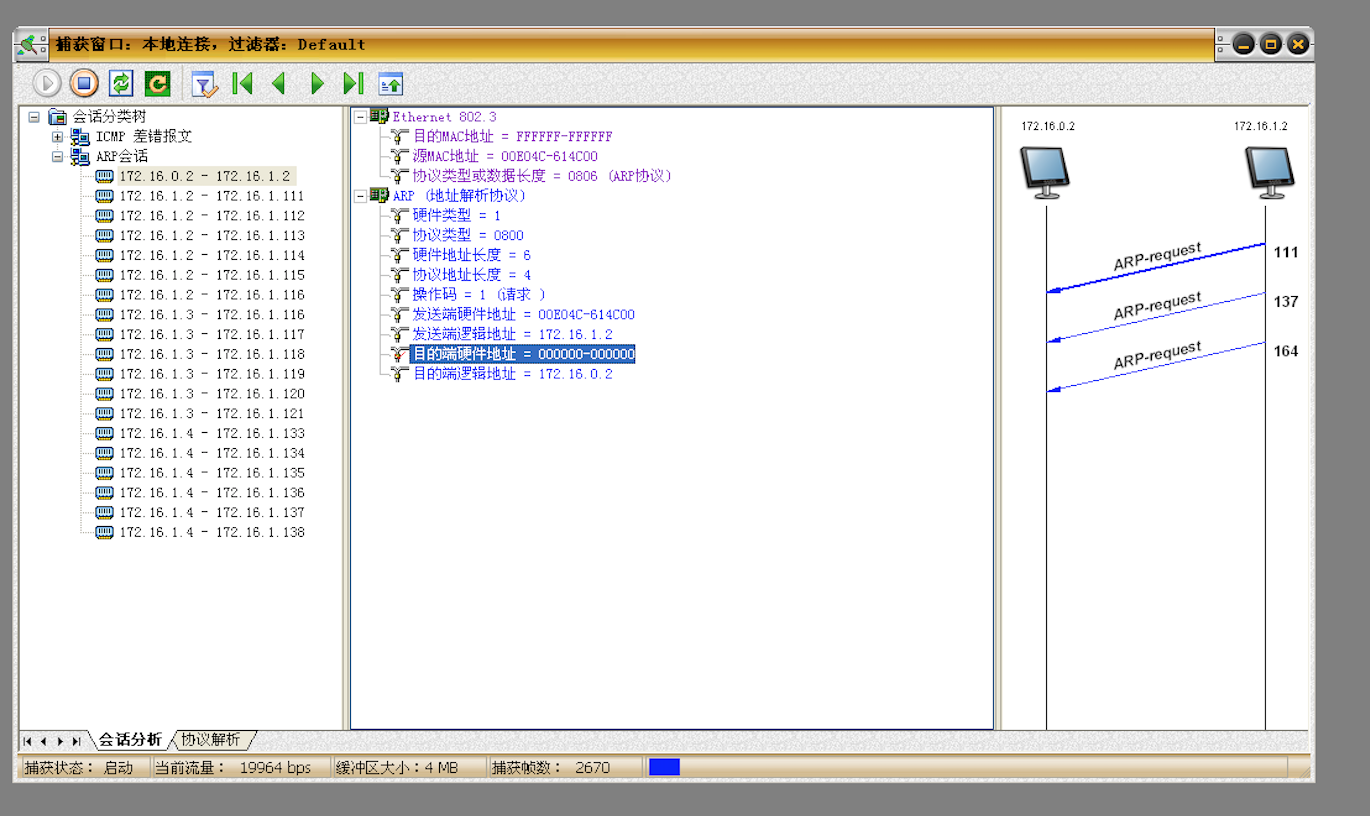 捕获窗口: 本地连接, 过滤器: Default
会话分类树
ICMP 差错报文
ARP会话
172.16.0.2 - 172.16.1.2
172.16.1.2 - 172.16.1.111
172.16.1.2 - 172.16.1.112
172.16.1.2 - 172.16.1.113
172.16.1.2 - 172.16.1.114
172.16.1.2 - 172.16.1.115
172.16.1.2 - 172.16.1.116
172.16.1.3 - 172.16.1.116
172.16.1.3 - 172.16.1.117
172.16.1.3 - 172.16.1.118
172.16.1.3 - 172.16.1.119
172.16.1.3 - 172.16.1.120
172.16.1.3 - 172.16.1.121
172.16.1.4 - 172.16.1.133
172.16.1.4 - 172.16.1.134
172.16.1.4 - 172.16.1.135
172.16.1.4 - 172.16.1.136
172.16.1.4 - 172.16.1.137
172.16.1.4 - 172.16.1.138
Ethernet 802.3
目的MAC地址 = FFFFFF-FFFFFF
源MAC地址 = 00E04C-614C00
协议类型或数据长度 = 0806 (ARP协议)
ARP (地址解析协议)
硬件类型 = 1
协议类型 = 0800
硬件地址长度 = 6
协议地址长度 = 4
操作码 = 1 (请求 )
发送端硬件地址 = 00E04C-614C00
发送端逻辑地址 = 172.16.1.2
目的端硬件地址 = 000000-000000
目的端逻辑地址 = 172.16.0.2
172.16.0.2 172.16.1.2
ARP-request 111
ARP-request 137
ARP-request 164
会话分析 协议解析
捕获状态： 启动 当前流量： 19964 bps 缓冲区大小：4 MB 捕获帧数： 2670